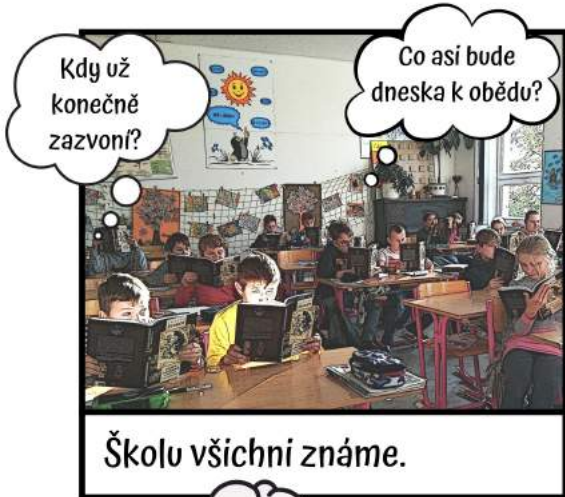 Kdy už
konečně
zazvoní?
Co asi bude
dneska k obědu?
Školu všichni známe.